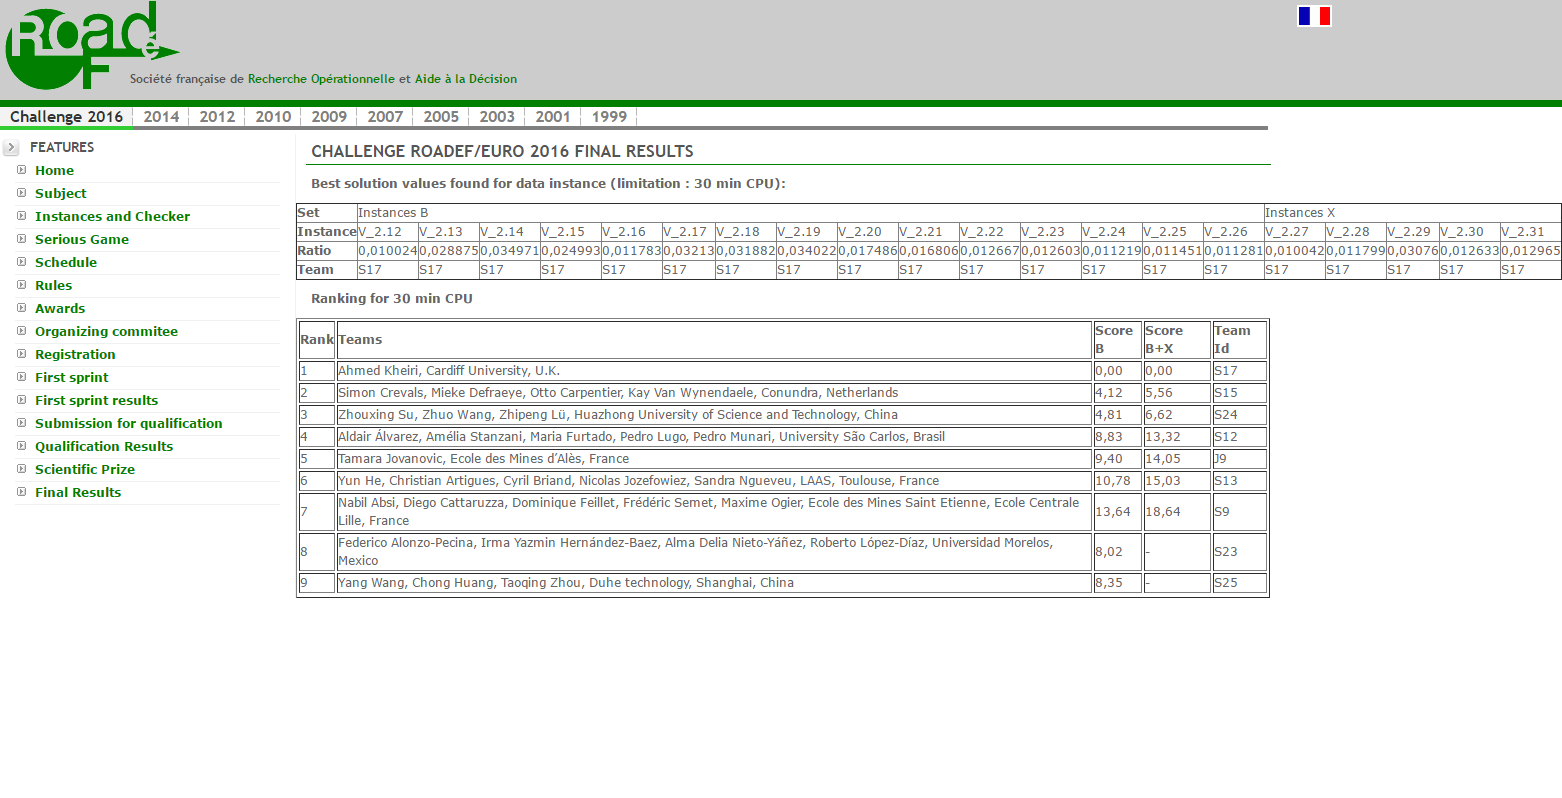 ROadéF
Société française de Recherche Opérationnelle et Aide à la Décision
Challenge 2016 2014 2012 2010 2009 2007 2005 2003 2001 1999
FEATURES
Home
Subject
Instances and Checker
Serious Game
Schedule
Rules
Awards
Organizing commitee
Registration
First sprint
First sprint results
Submission for qualification
Qualification Results
Scientific Prize
Final Results
CHALLENGE ROADEF/EURO 2016 FINAL RESULTS
Best solution values found for data instance (limitation : 30 min CPU):
Set Instances B Instances X
Instance V_2.12 V_2.13 V_2.14 V_2.15 V_2.16 V_2.17 V_2.18 V_2.19 V_2.20 V_2.21 V_2.22 V_2.23 V_2.24 V_2.25 V_2.26 V_2.27 V_2.28 V_2.29 V_2.30 V_2.31
Ratio 0,010024 0,028875 0,034971 0,024993 0,011783 0,03213 0,031882 0,034022 0,017486 0,016806 0,012667 0,012603 0,011219 0,011451 0,011281 0,010042 0,011799 0,03076 0,012633 0,012965
Team S17 S17 S17 S17 S17 S17 S17 S17 S17 S17 S17 S17 S17 S17 S17 S17 S17 S17 S17 S17
Ranking for 30 min CPU
Rank Teams Score B Score B+X Team Id
1 Ahmed Kheiri, Cardiff University, U.K. 0,00 0,00 S17
2 Simon Crevals, Mieke Defraeye, Otto Carpentier, Kay Van Wynendaele, Conundra, Netherlands 4,12 5,56 S15
3 Zhouxing Su, Zhuo Wang, Zhipeng Lü, Huazhong University of Science and Technology, China 4,81 6,62 S24
4 Aldair Álvarez, Amélia Stanzani, Maria Furtado, Pedro Lugo, Pedro Munari, University São Carlos, Brasil 8,83 13,32 S12
5 Tamara Jovanovic, Ecole des Mines d’Alès, France 9,40 14,05 J9
6 Yun He, Christian Artigues, Cyril Briand, Nicolas Jozefowiez, Sandra Ngueveu, LAAS, Toulouse, France 10,78 15,03 S13
7 Nabil Absi, Diego Cattaruzza, Dominique Feillet, Frédéric Semet, Maxime Ogier, Ecole des Mines Saint Etienne, Ecole Centrale
Lille, France 13,64 18,64 S9
8 Federico Alonzo-Pecina, Irma Yazmin Hernández-Baez, Alma Delia Nieto-Yáñez, Roberto López-Díaz, Universidad Morelos,
Mexico 8,02 - S23
9 Yang Wang, Chong Huang, Taoqing Zhou, Duhe technology, Shanghai, China 8,35 - S25